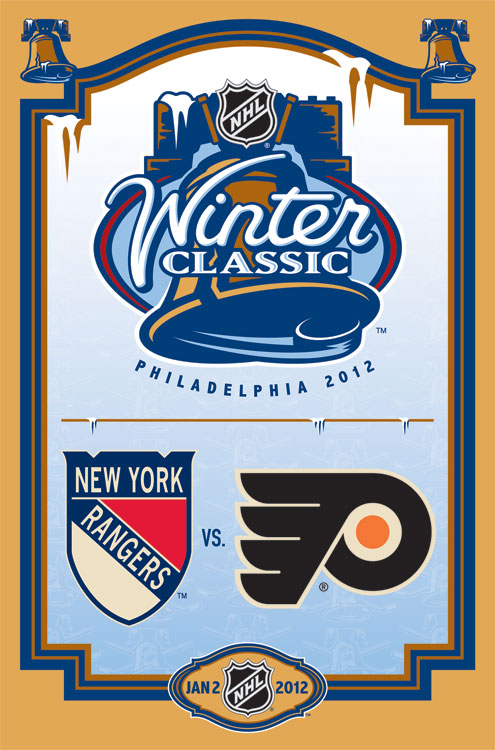 NHL
®
Winter
CLASSIC
™
PHILADELPHIA 2012
NEW YORK
RANGERS
™
VS.
®
JAN 2 NHL 2012